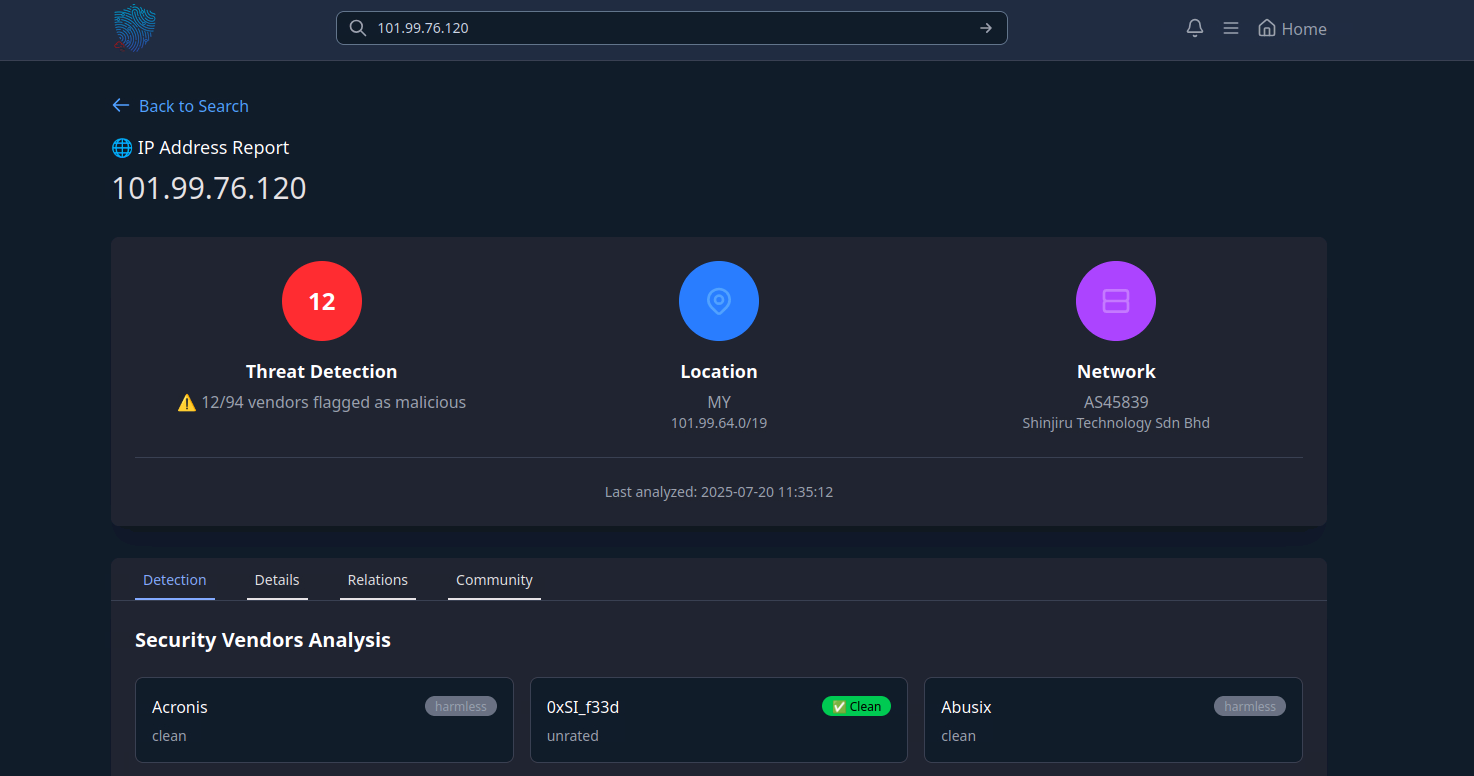 101.99.76.120
Home
Back to Search
IP Address Report
101.99.76.120
12
Threat Detection
12/94 vendors flagged as malicious
Location
MY
101.99.64.0/19
Network
AS45839
Shinjiru Technology Sdn Bhd
Last analyzed: 2025-07-20 11:35:12
Detection Details Relations Community
Security Vendors Analysis
Acronis harmless
clean
0xSI_f33d ✅ Clean
unrated
Abusix harmless
clean